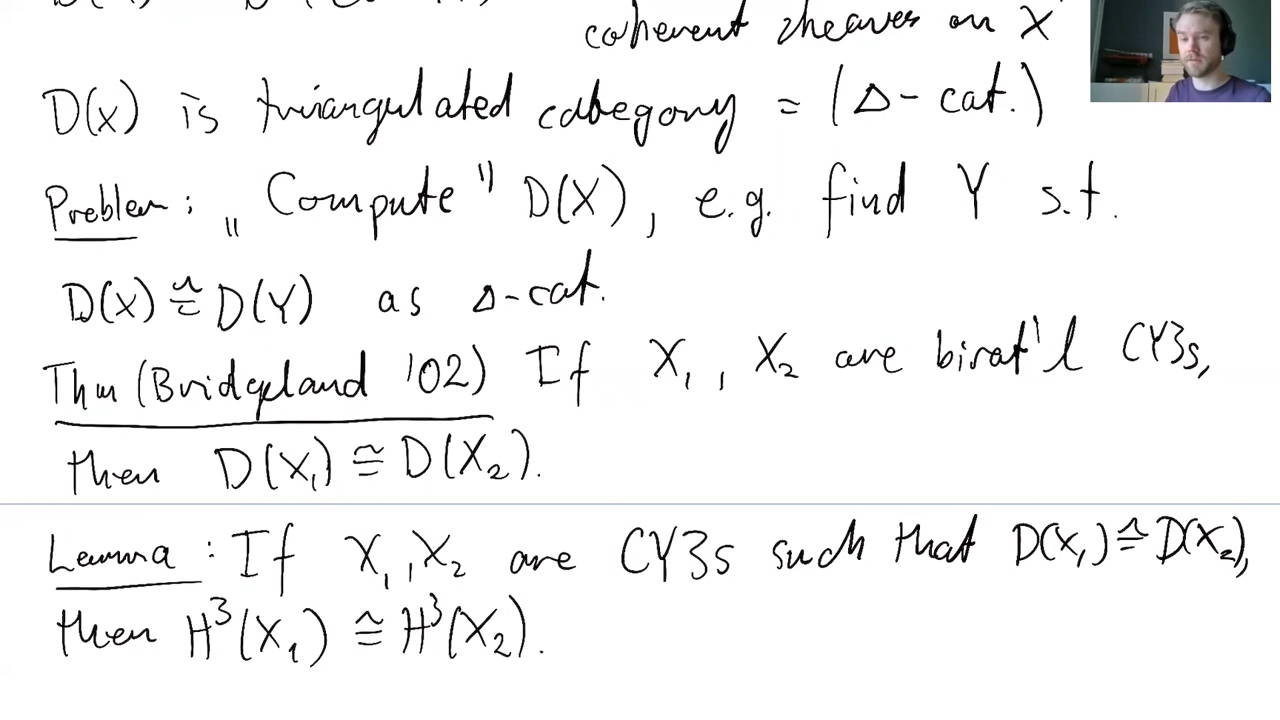 coherent sheaves on X
D(X) is triangulated category = (Δ-cat.)
Problem: „Compute" D(X), e.g. find Y s.t.
D(X) ≅ D(Y) as Δ-cat.
Thm (Bridgeland '02) If X₁, X₂ are birat'l CY3s,
then D(X₁) ≅ D(X₂).
Lemma: If X₁, X₂ are CY3s such that D(X₁) ≅ D(X₂),
then H³(X₁) ≅ H³(X₂).